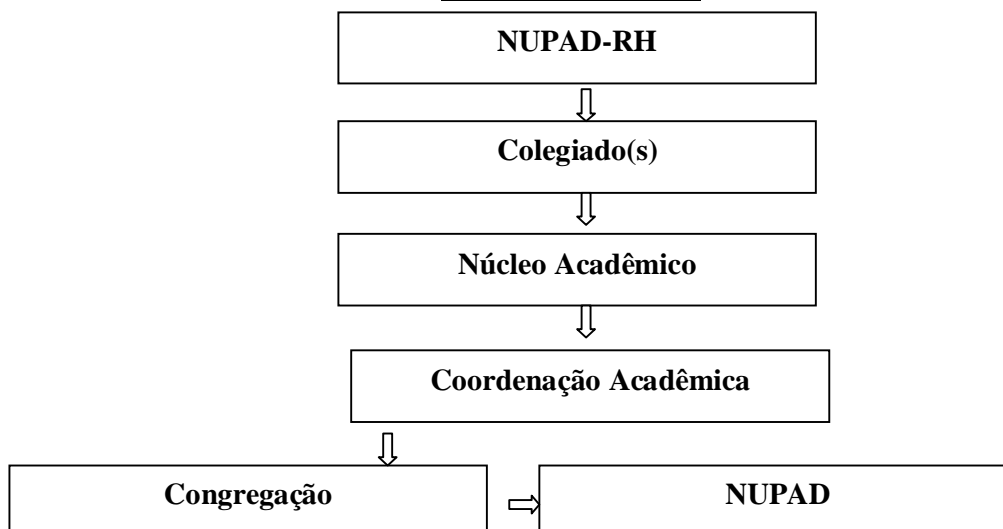 NUPAD-RH
Colegiado(s)
Núcleo Acadêmico
Coordenação Acadêmica
Congregação
NUPAD